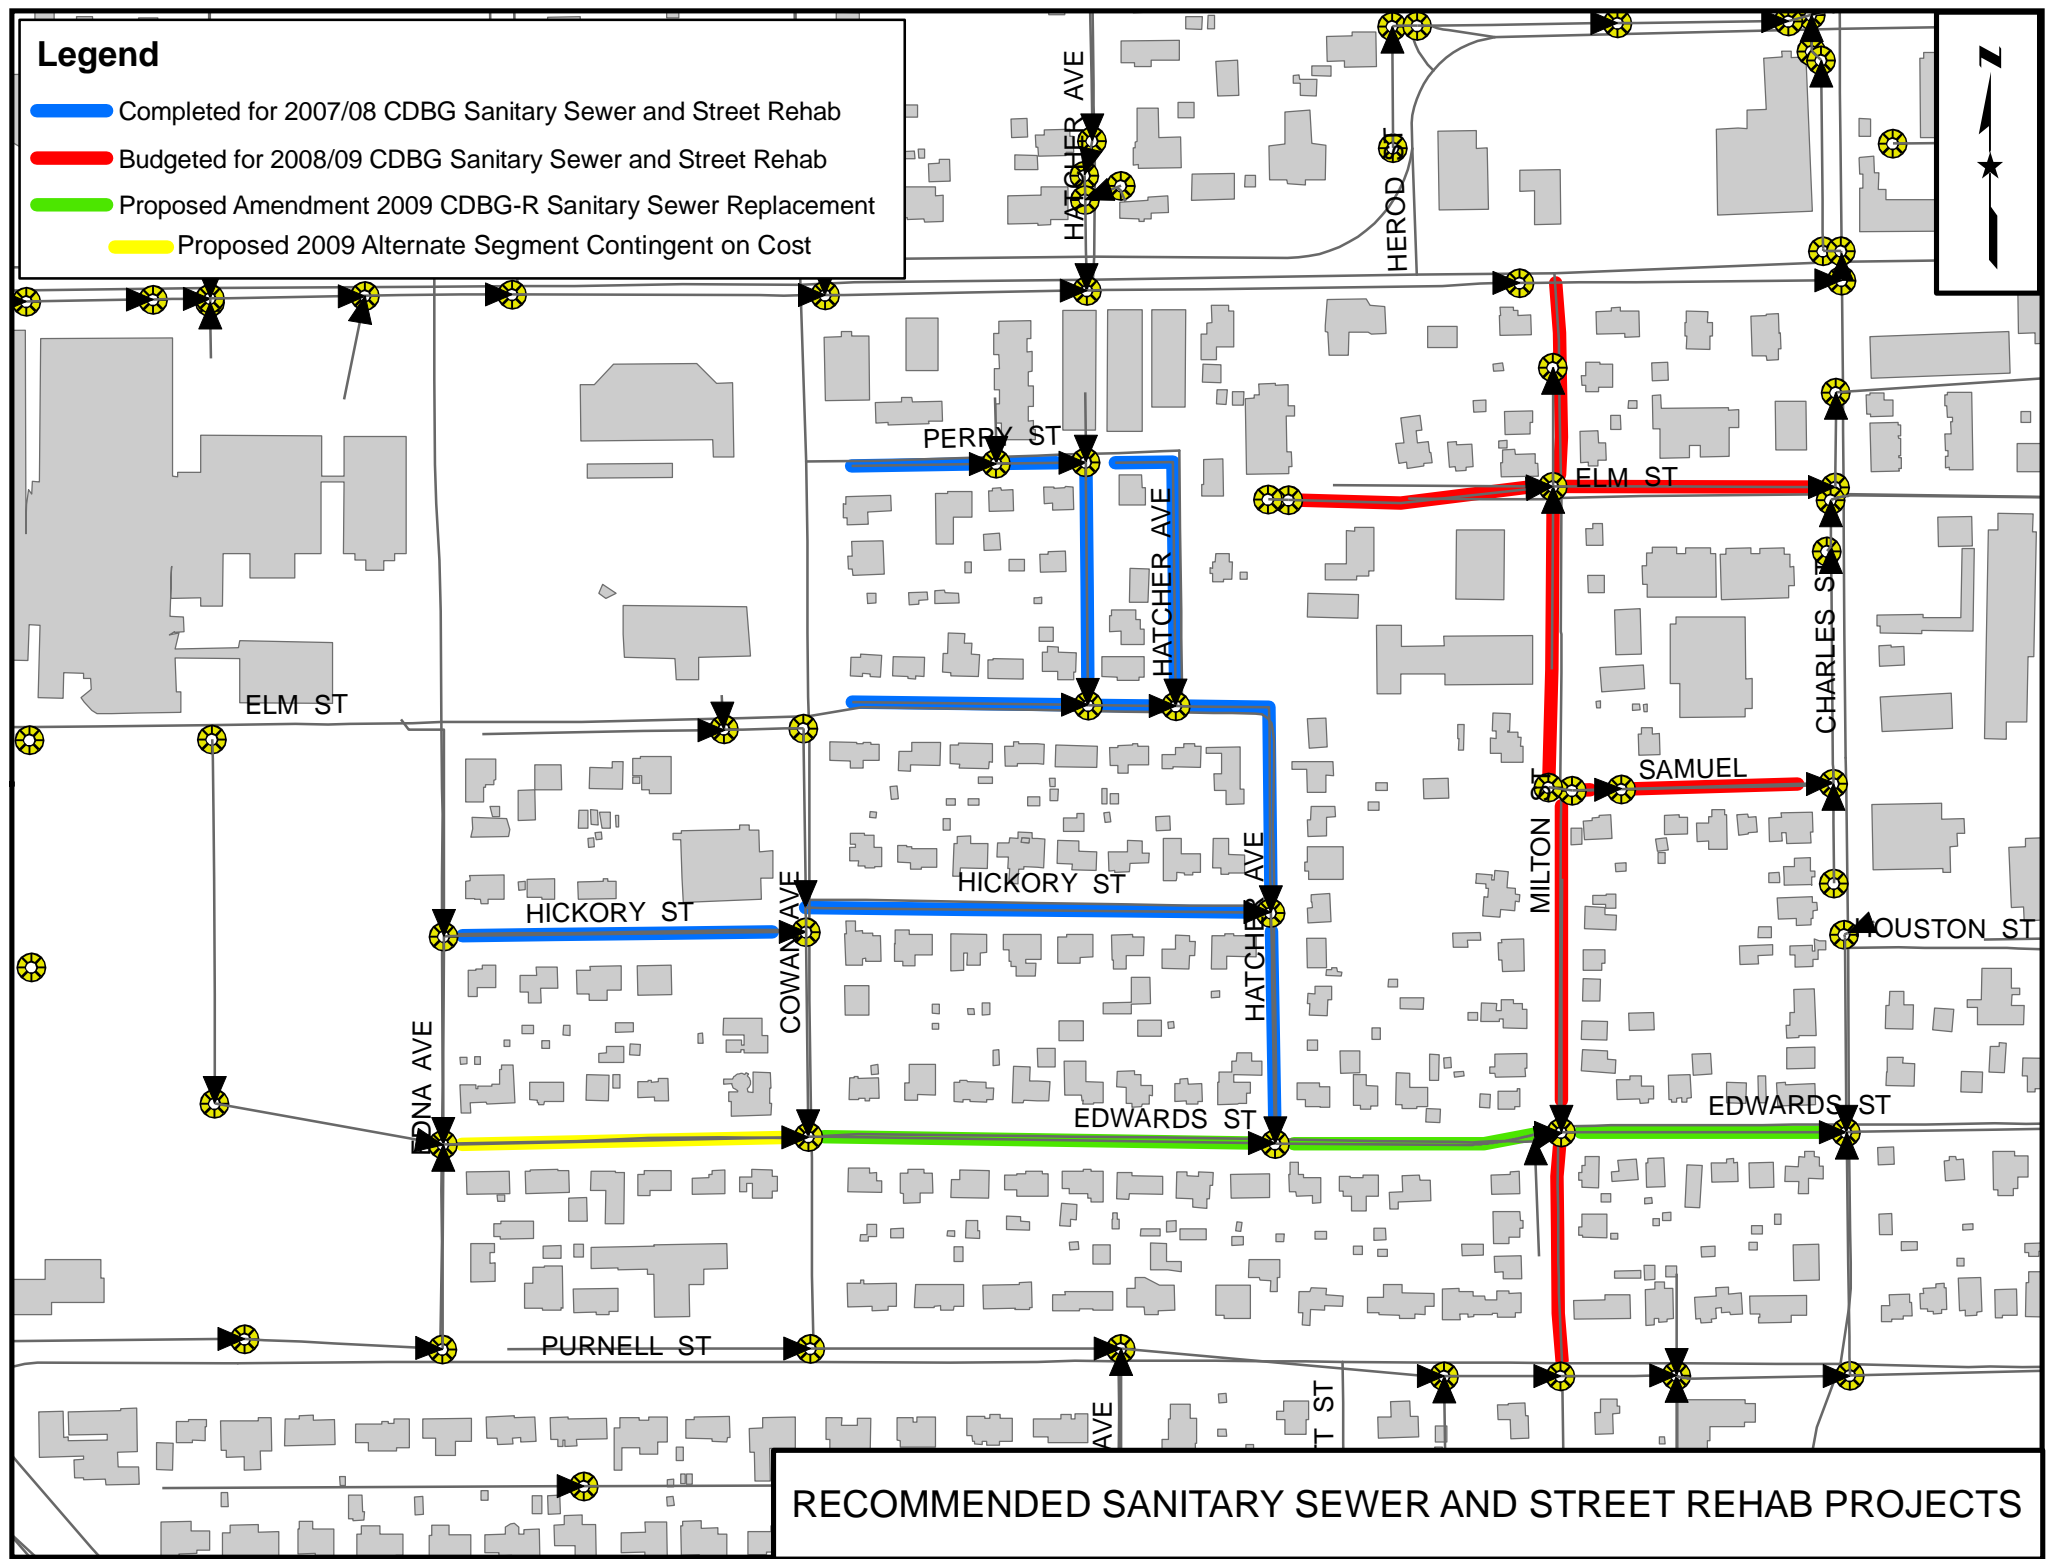 Legend
Completed for 2007/08 CDBG Sanitary Sewer and Street Rehab
Budgeted for 2008/09 CDBG Sanitary Sewer and Street Rehab
Proposed Amendment 2009 CDBG-R Sanitary Sewer Replacement
Proposed 2009 Alternate Segment Contingent on Cost
N
HATCHER AVE
HEROD ST
PERRY ST
ELM ST
HATCHER AVE
CHARLES ST
ELM ST
SAMUEL
MILTON ST
HICKORY ST
HATCHER AVE
HICKORY ST
COWAN AVE
HOUSTON ST
EDNA AVE
EDWARDS ST
EDWARDS ST
PURNELL ST
AVE
T ST
RECOMMENDED SANITARY SEWER AND STREET REHAB PROJECTS